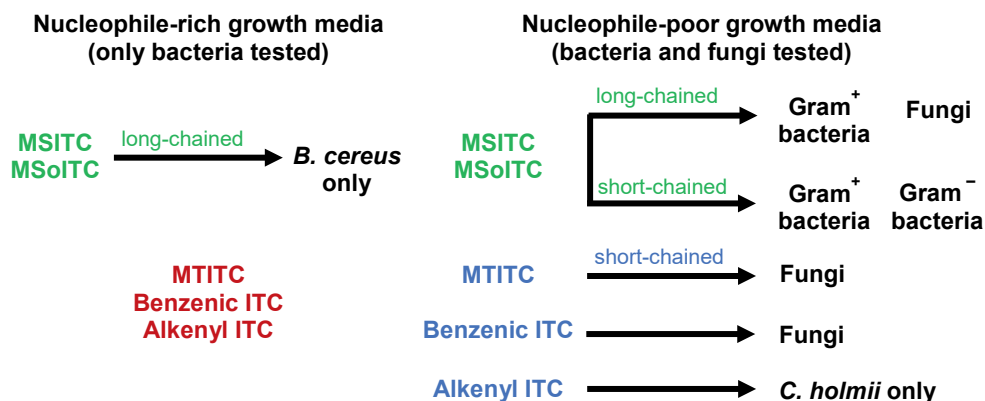 Nucleophile-rich growth media
(only bacteria tested)
MSITC
MSoITC
long-chained
B. cereus
only
MTITC
Benzenic ITC
Alkenyl ITC
Nucleophile-poor growth media
(bacteria and fungi tested)
MSITC
MSoITC
long-chained
Gram⁺
bacteria
Fungi
short-chained
Gram⁺
bacteria
Gram⁻
bacteria
MTITC
short-chained
Fungi
Benzenic ITC
Fungi
Alkenyl ITC
C. holmii only